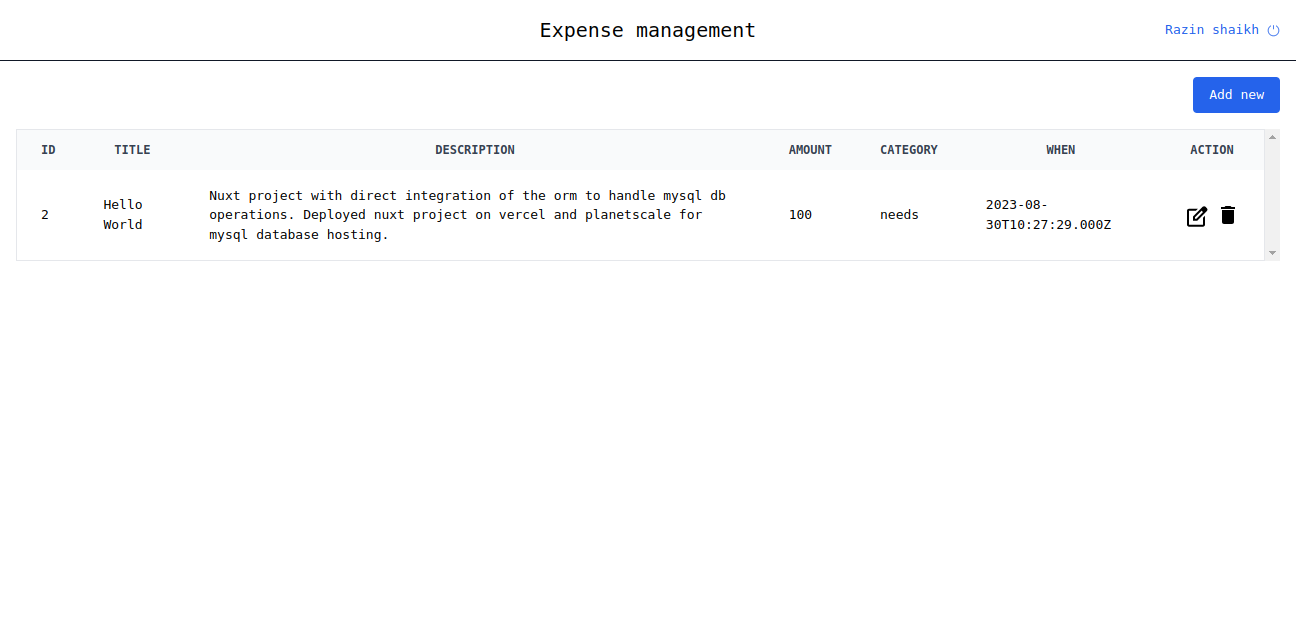 Expense management
Razin shaikh
Add new
ID TITLE DESCRIPTION AMOUNT CATEGORY WHEN ACTION
2
Hello
World
Nuxt project with direct integration of the orm to handle mysql db
operations. Deployed nuxt project on vercel and planetscale for
mysql database hosting.
100
needs
2023-08-
30T10:27:29.000Z